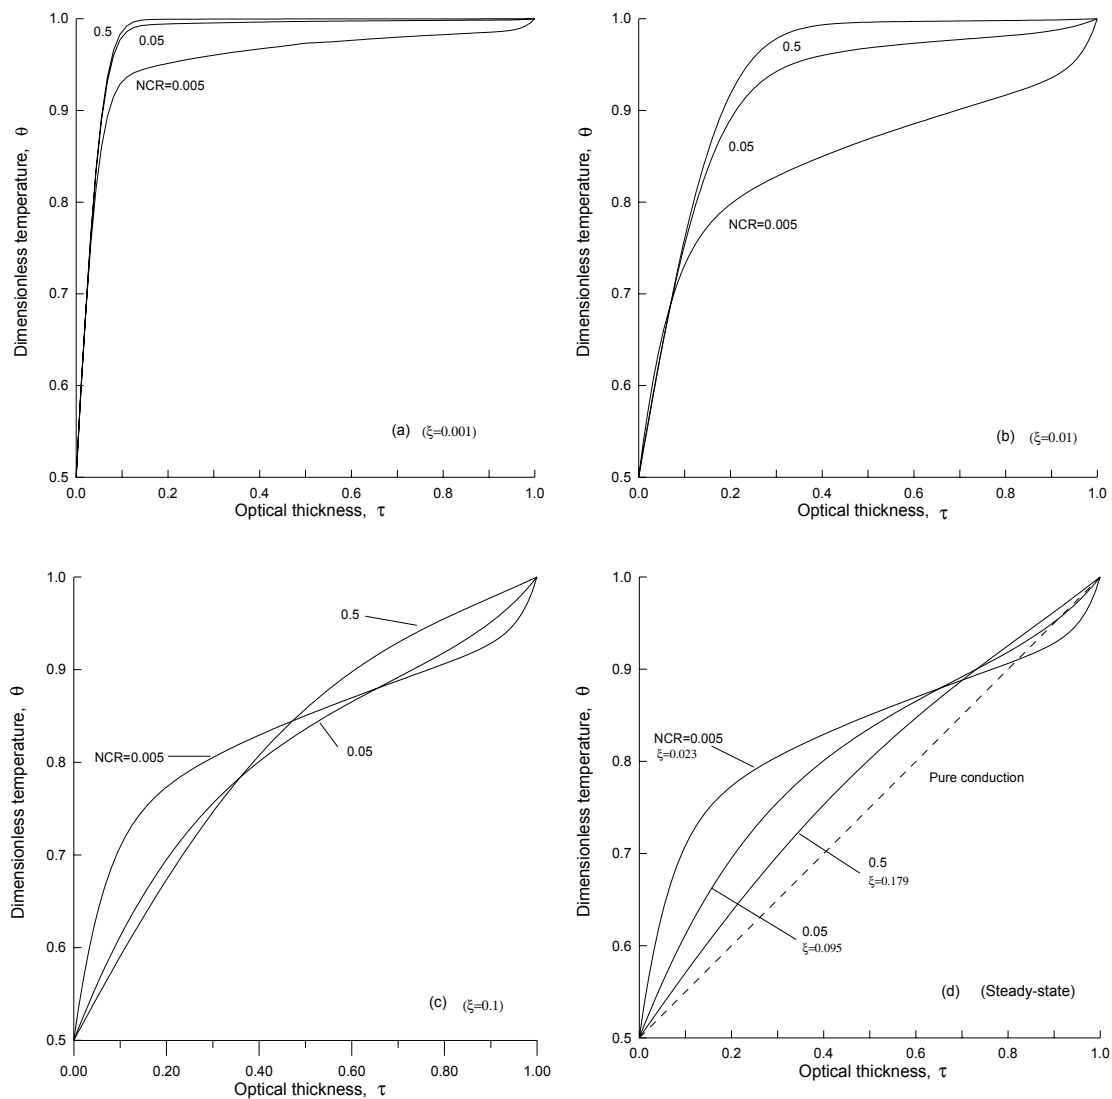 1.0
0.9
0.8
0.7
0.6
0.5
Dimensionless temperature, θ
0.5
0.05
NCR=0.005
(a) (ξ=0.001)
0.0
0.2
0.4
0.6
0.8
1.0
Optical thickness, τ
1.0
0.9
0.8
0.7
0.6
0.5
Dimensionless temperature, θ
0.5
0.05
NCR=0.005
(b) (ξ=0.01)
0.0
0.2
0.4
0.6
0.8
1.0
Optical thickness, τ
1.0
0.9
0.8
0.7
0.6
0.5
Dimensionless temperature, θ
0.5
NCR=0.005
0.05
(c) (ξ=0.1)
0.00
0.20
0.40
0.60
0.80
1.00
Optical thickness, τ
1.0
0.9
0.8
0.7
0.6
0.5
Dimensionless temperature, θ
NCR=0.005
ξ=0.023
Pure conduction
0.5
ξ=0.179
0.05
ξ=0.095
(d) (Steady-state)
0.0
0.2
0.4
0.6
0.8
1.0
Optical thickness, τ